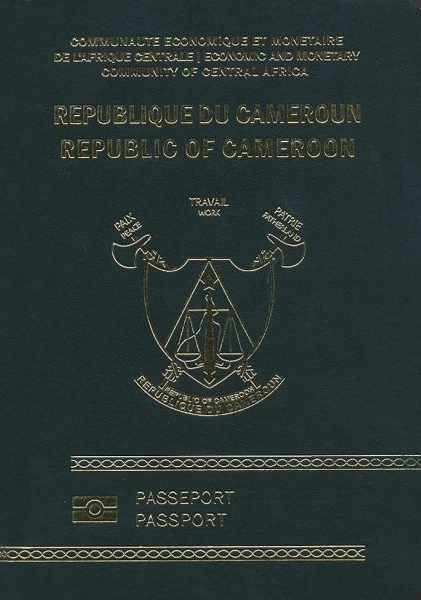 COMMUNAUTE ECONOMIQUE ET MONETAIRE
DE L'AFRIQUE CENTRALE | ECONOMIC AND MONETARY
COMMUNITY OF CENTRAL AFRICA
REPUBLIQUE DU CAMEROUN
REPUBLIC OF CAMEROON
TRAVAIL
WORK
PAIX
PEACE
PATRIE
FATHERLAND
REPUBLIC OF CAMEROON
REPUBLIQUE DU CAMEROUN
PASSEPORT
PASSPORT